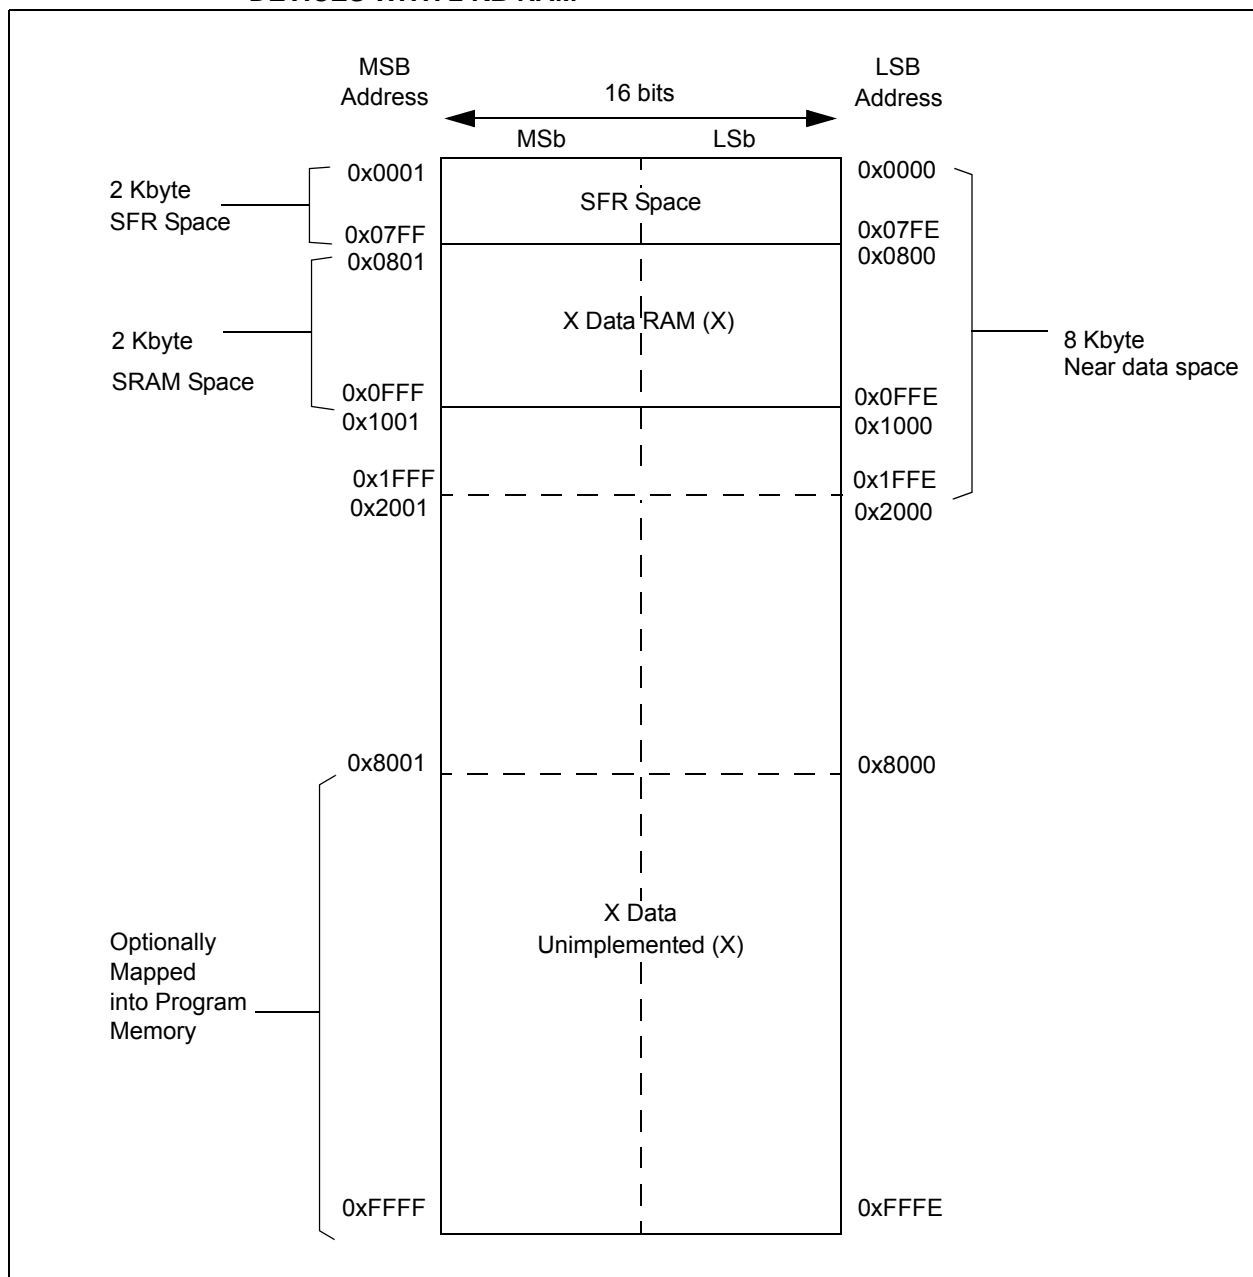 MSB
Address
16 bits
LSB
Address
MSb
LSb
0x0001
0x0000
2 Kbyte
SFR Space
SFR Space
0x07FF
0x07FE
0x0801
0x0800
X Data RAM (X)
2 Kbyte
SRAM Space
8 Kbyte
Near data space
0x0FFF
0x0FFE
0x1001
0x1000
0x1FFF
0x1FFE
0x2001
0x2000
0x8001
0x8000
X Data
Unimplemented (X)
Optionally
Mapped
into Program
Memory
0xFFFF
0xFFFE